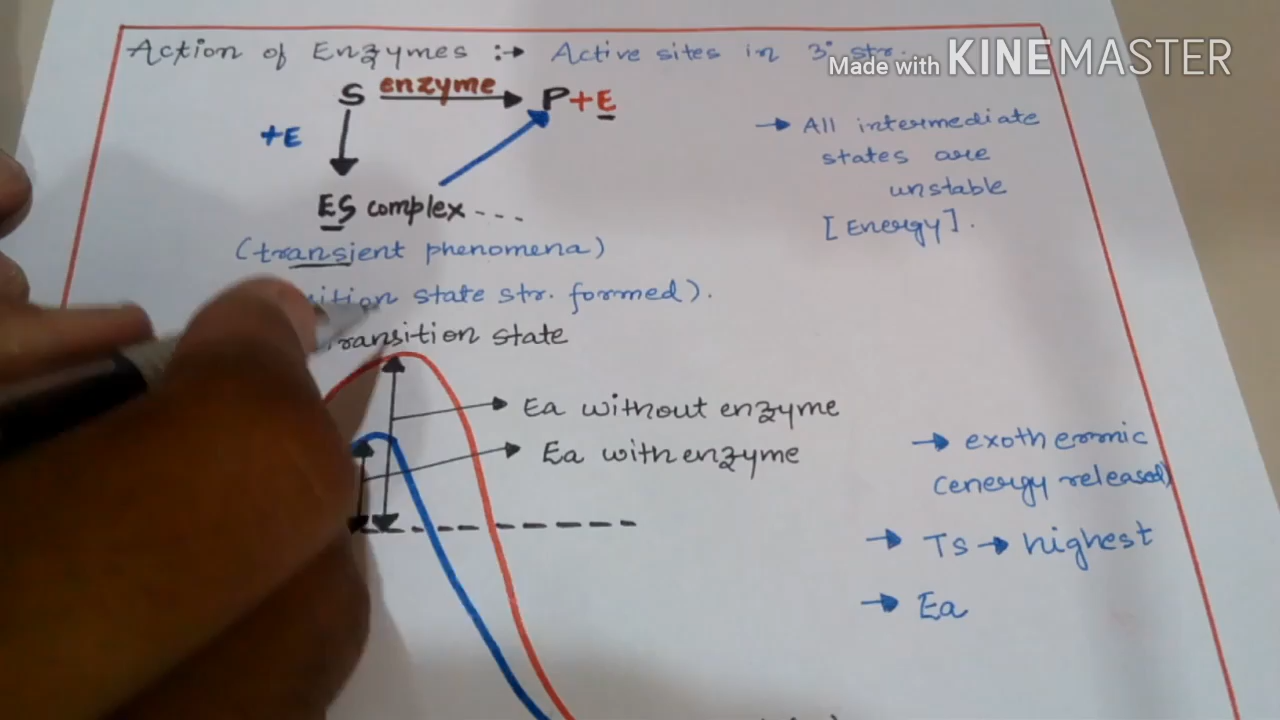 Action of Enzymes :→ Active sites in 3° str.
Made with KINEMASTER
S enzyme P+E
+E
→ All intermediate
states are
unstable
[Energy].
ES complex---
(transient phenomena)
state str. formed).
Transition state
Ea without enzyme
Ea with enzyme
→ exothermic
(energy released)
→ Ts → highest
→ Ea